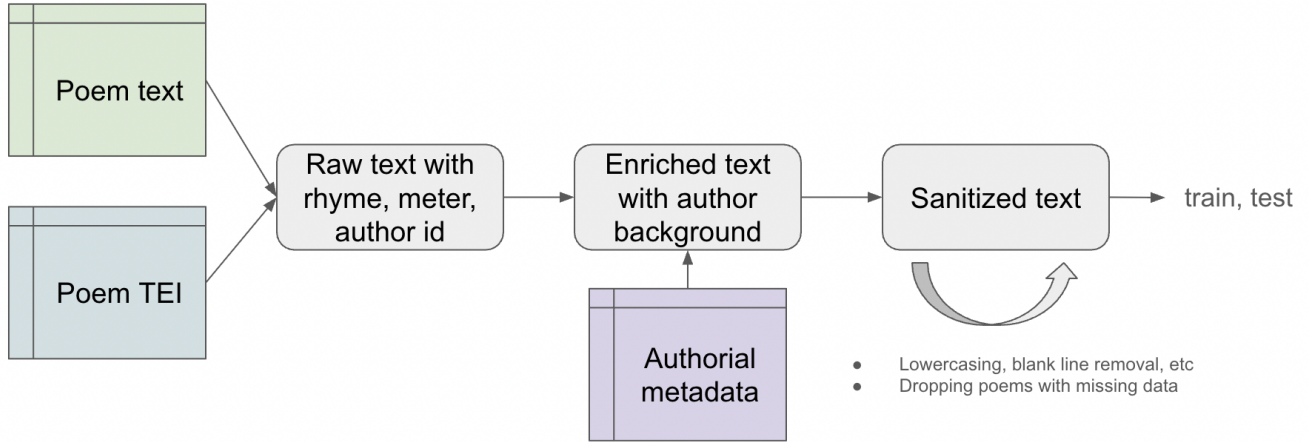 Poem text
Poem TEI
Raw text with
rhyme, meter,
author id
Enriched text
with author
background
Authorial
metadata
Sanitized text
train, test
● Lowercasing, blank line removal, etc
● Dropping poems with missing data